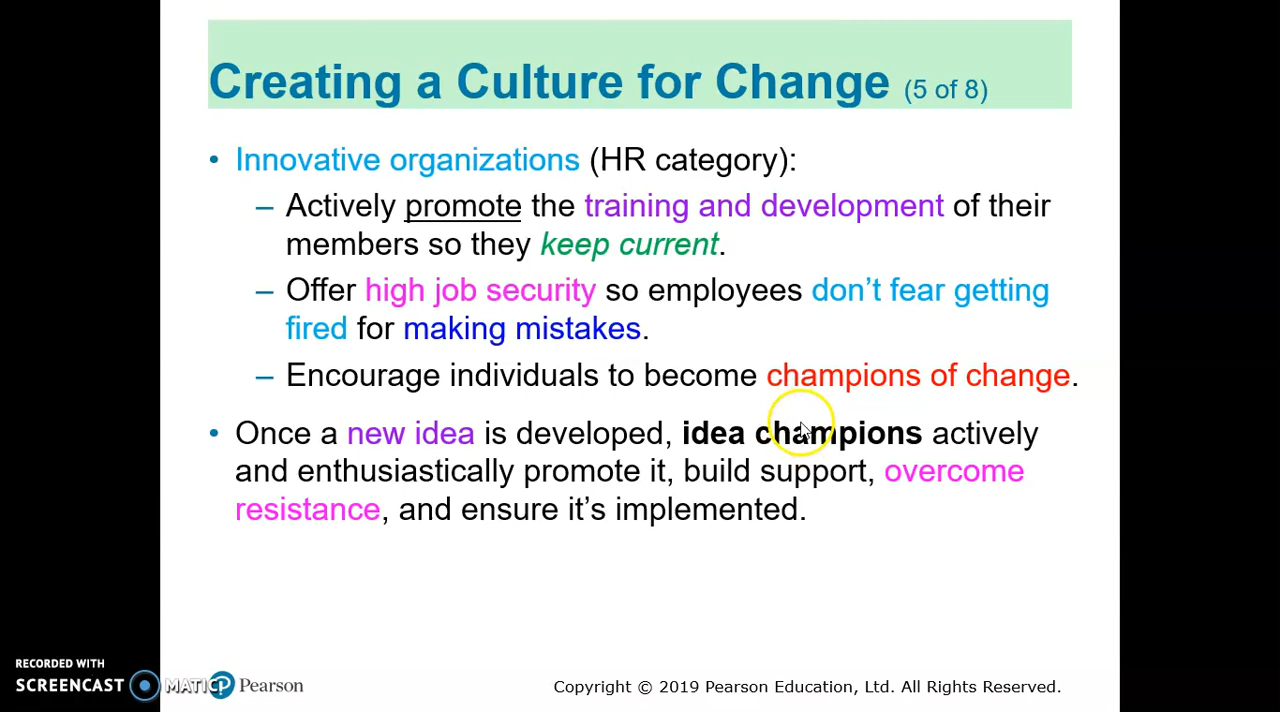 Creating a Culture for Change (5 of 8)
• Innovative organizations (HR category):
– Actively promote the training and development of their
members so they keep current.
– Offer high job security so employees don't fear getting
fired for making mistakes.
– Encourage individuals to become champions of change.
• Once a new idea is developed, idea champions actively
and enthusiastically promote it, build support, overcome
resistance, and ensure it's implemented.
RECORDED WITH
SCREENCAST MATIC
Pearson
Copyright © 2019 Pearson Education, Ltd. All Rights Reserved.